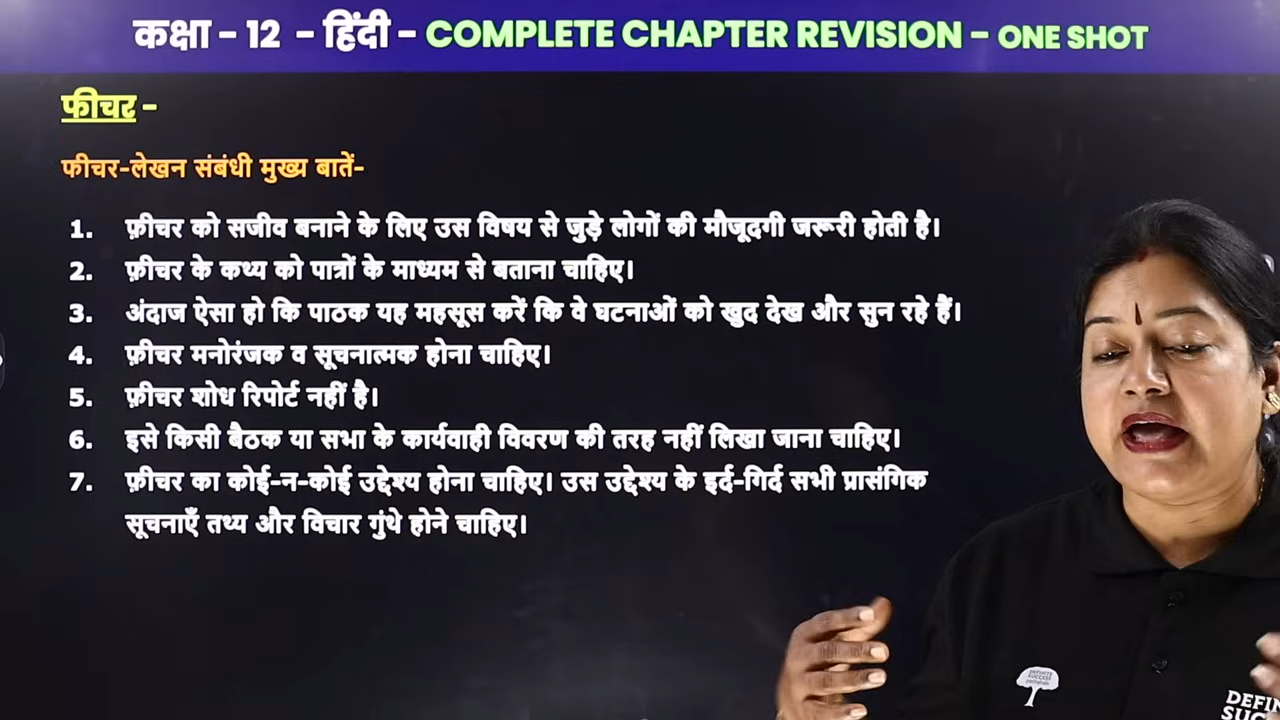 कक्षा - 12 - हिंदी - COMPLETE CHAPTER REVISION - ONE SHOT
फीचर -
फीचर-लेखन संबंधी मुख्य बातें-
1. फ़ीचर को सजीव बनाने के लिए उस विषय से जुड़े लोगों की मौजूदगी जरूरी होती है।
2. फ़ीचर के कथ्य को पात्रों के माध्यम से बताना चाहिए।
3. अंदाज ऐसा हो कि पाठक यह महसूस करें कि वे घटनाओं को खुद देख और सुन रहे हैं।
4. फ़ीचर मनोरंजक व सूचनात्मक होना चाहिए।
5. फ़ीचर शोध रिपोर्ट नहीं है।
6. इसे किसी बैठक या सभा के कार्यवाही विवरण की तरह नहीं लिखा जाना चाहिए।
7. फ़ीचर का कोई-न-कोई उद्देश्य होना चाहिए। उस उद्देश्य के इर्द-गिर्द सभी प्रासंगिक
सूचनाएँ तथ्य और विचार गुंथे होने चाहिए।
DEFINITE
SUCCESS